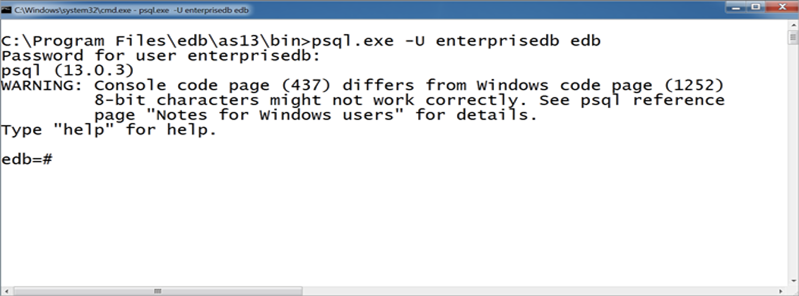 C:\Windows\system32\cmd.exe - psql.exe -U enterprisedb edb
C:\Program Files\edb\as13\bin>psql.exe -U enterprisedb edb
Password for user enterprisedb:
psql (13.0.3)
WARNING: Console code page (437) differs from Windows code page (1252)
8-bit characters might not work correctly. See psql reference
page "Notes for Windows users" for details.
Type "help" for help.
edb=#